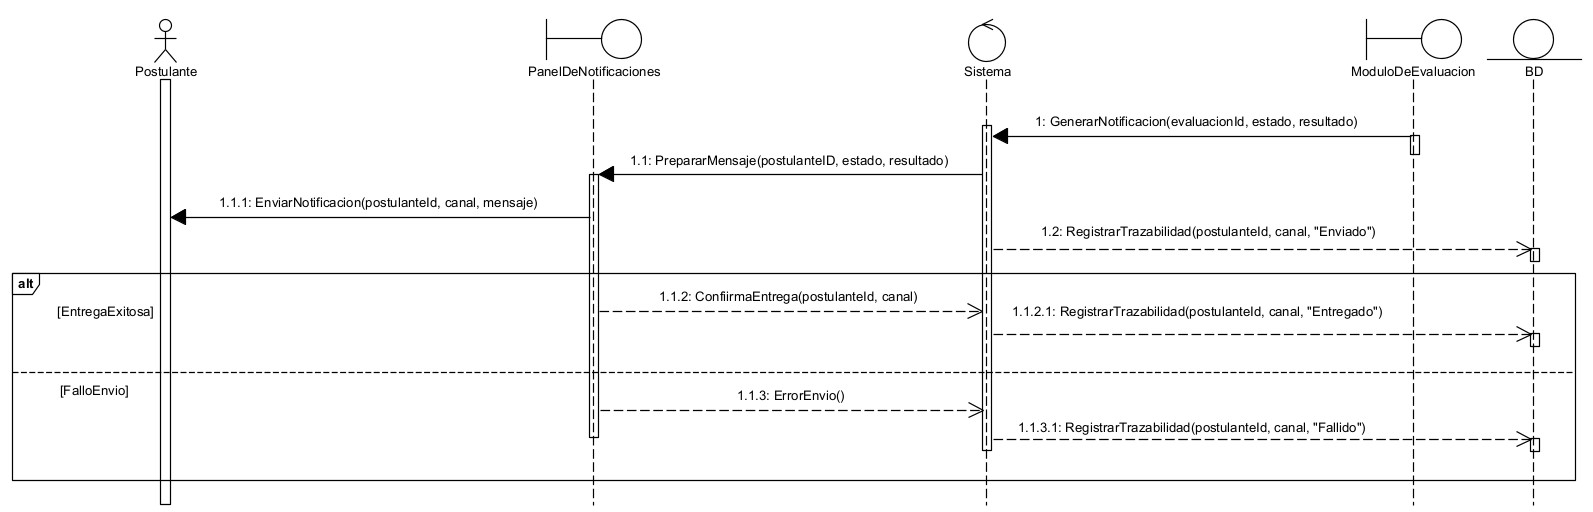 Postulante
PanelDeNotificaciones
Sistema
ModuloDeEvaluacion
BD
1: GenerarNotificacion(evaluacionId, estado, resultado)
1.1: PrepararMensaje(postulanteID, estado, resultado)
1.1.1: EnviarNotificacion(postulanteId, canal, mensaje)
1.2: RegistrarTrazabilidad(postulanteId, canal, "Enviado")
alt
[EntregaExitosa]
1.1.2: ConfiirmaEntrega(postulanteId, canal)
1.1.2.1: RegistrarTrazabilidad(postulanteId, canal, "Entregado")
[FalloEnvio]
1.1.3: ErrorEnvio()
1.1.3.1: RegistrarTrazabilidad(postulanteId, canal, "Fallido")